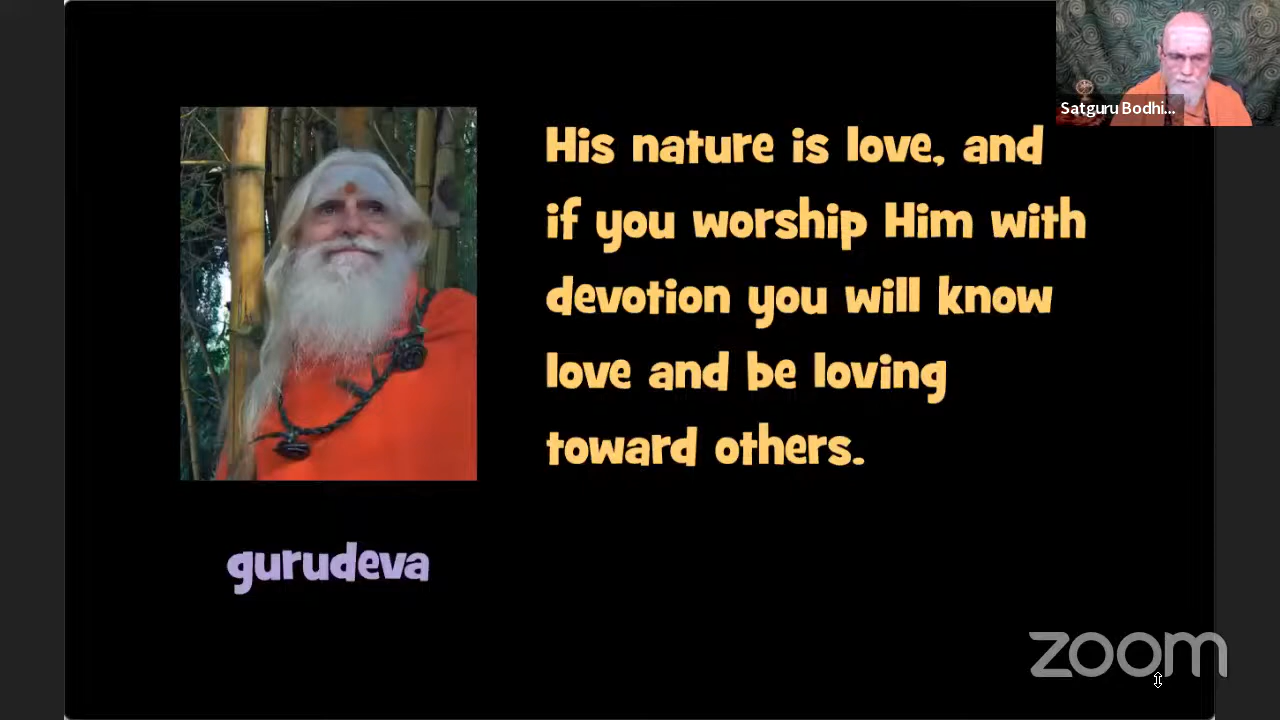 Satguru Bodhi...
His nature is love, and
if you worship Him with
devotion you will know
love and be loving
toward others.
gurudeva
zoom